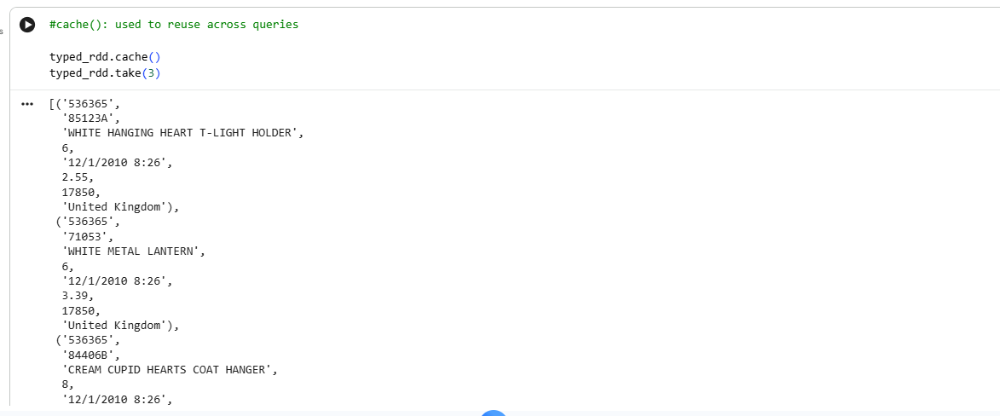 s
#cache(): used to reuse across queries
typed_rdd.cache()
typed_rdd.take(3)
[('536365',
'85123A',
'WHITE HANGING HEART T-LIGHT HOLDER',
6,
'12/1/2010 8:26',
2.55,
17850,
'United Kingdom'),
('536365',
'71053',
'WHITE METAL LANTERN',
6,
'12/1/2010 8:26',
3.39,
17850,
'United Kingdom'),
('536365',
'84406B',
'CREAM CUPID HEARTS COAT HANGER',
8,
'12/1/2010 8:26',